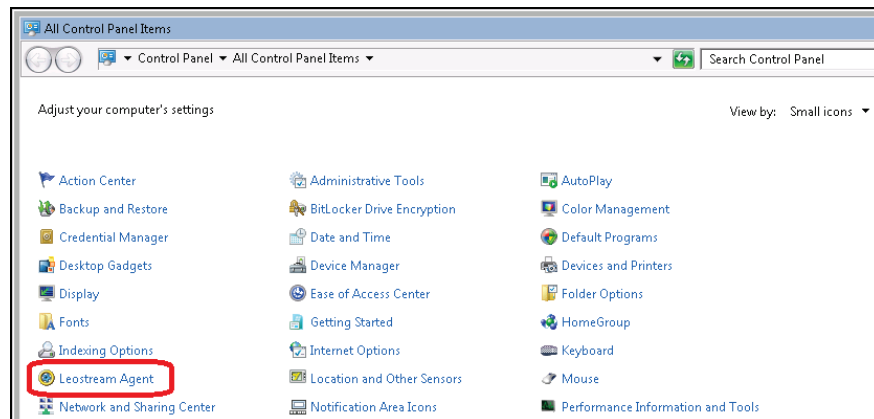 All Control Panel Items
Control Panel All Control Panel Items Search Control Panel
Adjust your computer's settings
View by: Small icons
Action Center Administrative Tools AutoPlay
Backup and Restore BitLocker Drive Encryption Color Management
Credential Manager Date and Time Default Programs
Desktop Gadgets Device Manager Devices and Printers
Display Ease of Access Center Folder Options
Fonts Getting Started HomeGroup
Indexing Options Internet Options Keyboard
Leostream Agent Location and Other Sensors Mouse
Network and Sharing Center Notification Area Icons Performance Information and Tools